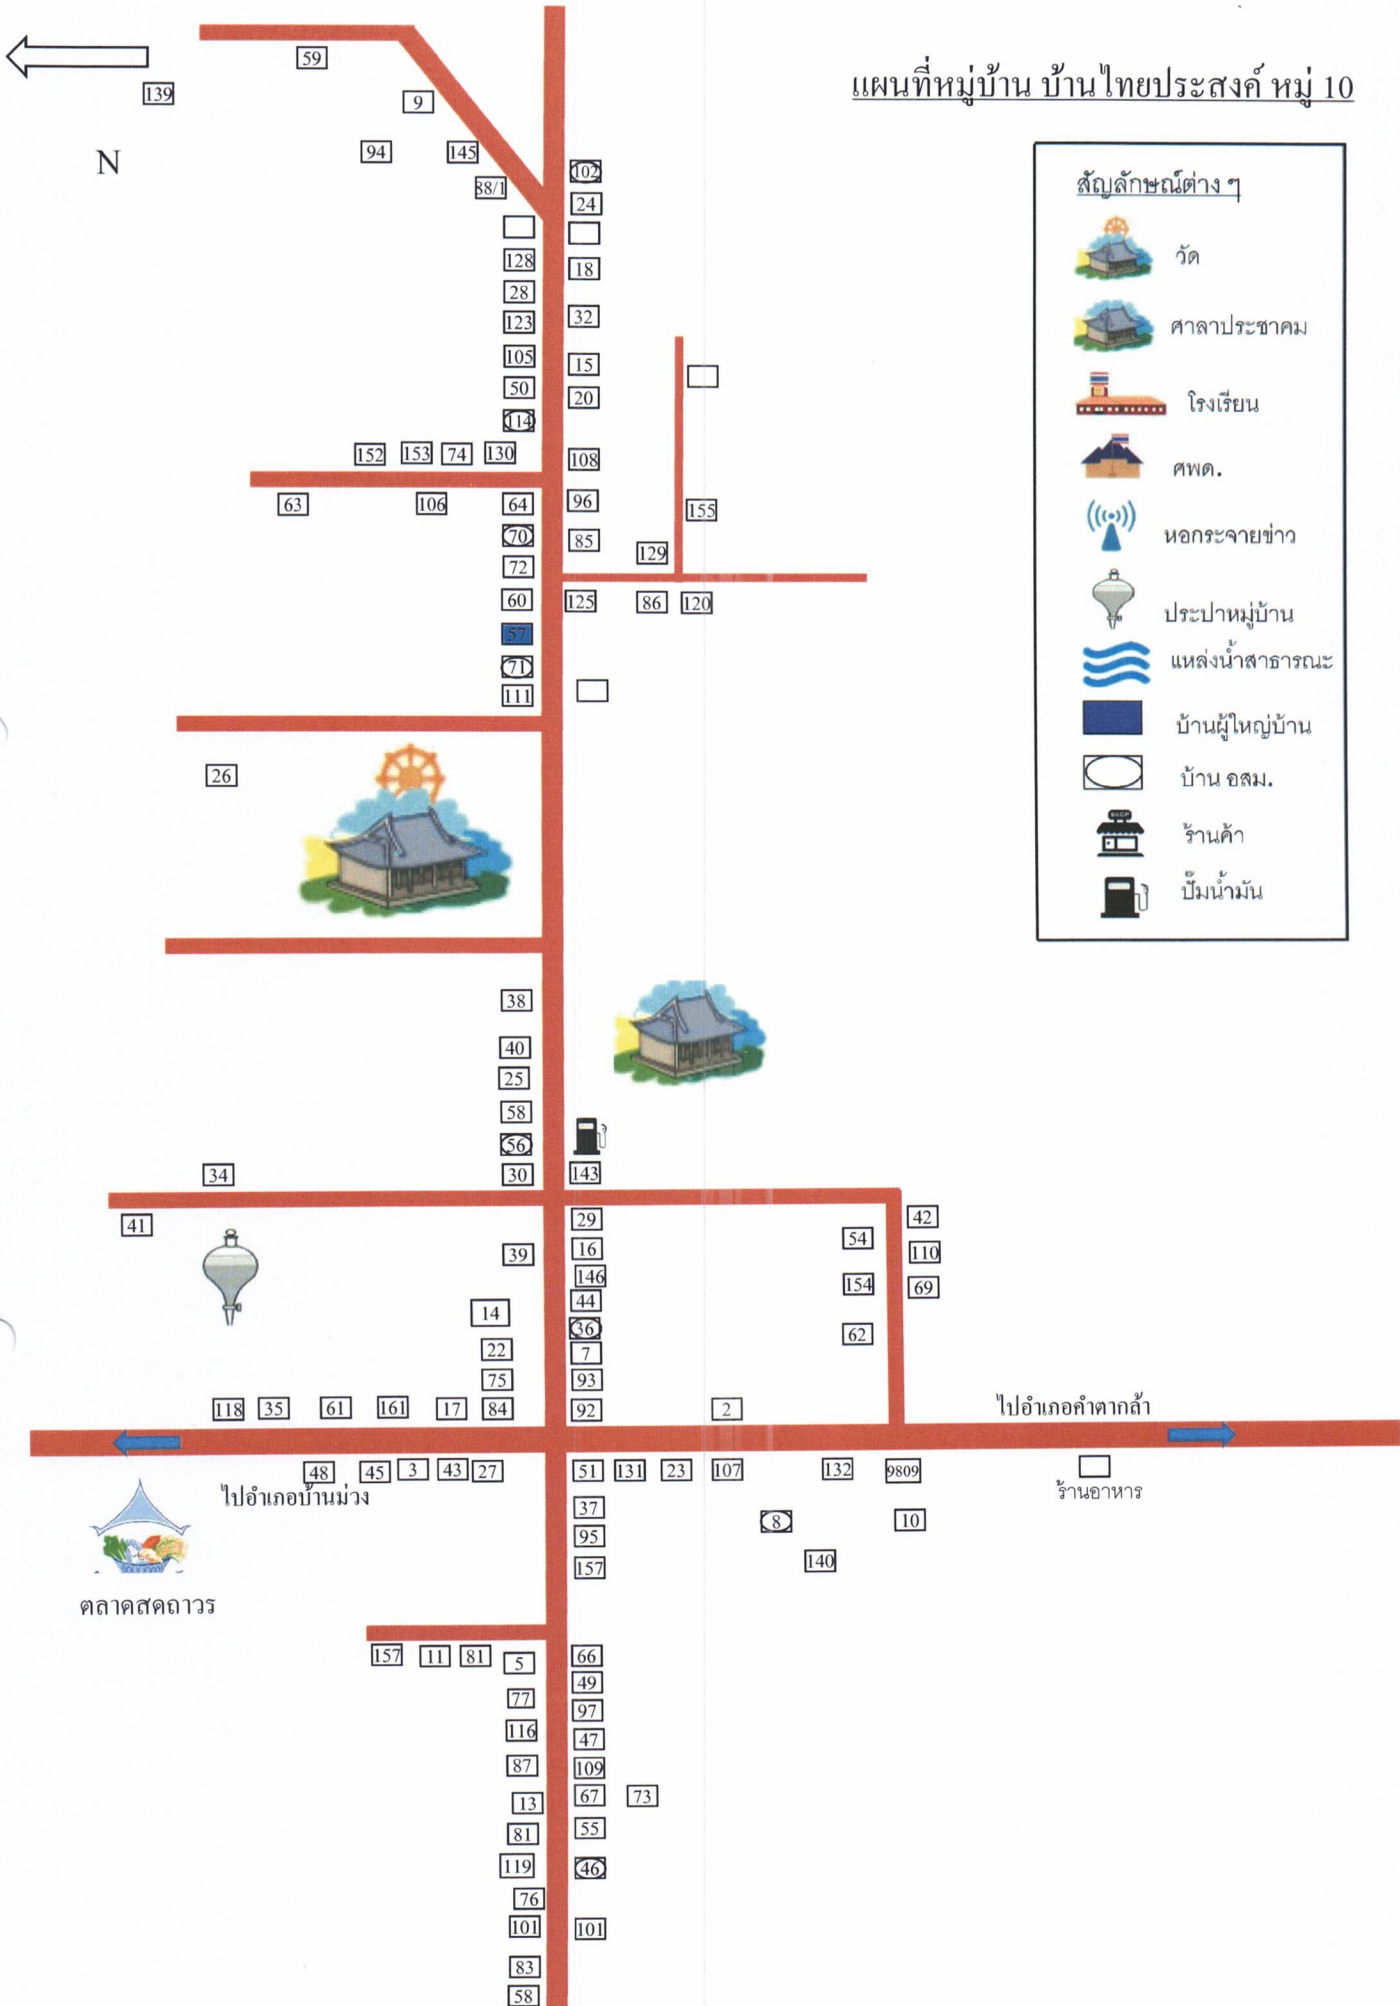 แผนที่หมู่บ้าน บ้านไทยประสงค์ หมู่ 10
N
สัญลักษณ์ต่าง ๆ
วัด
ศาลาประชาคม
โรงเรียน
ศพด.
หอกระจายข่าว
ประปาหมู่บ้าน
แหล่งน้ำสาธารณะ
บ้านผู้ใหญ่บ้าน
บ้าน อสม.
SHOP
ร้านค้า
ปั๊มน้ำมัน
59
139
9
94 145
88/1
102
24
128 18
28
123 32
105 15
50 20
114
152 153 74 130 108
63 106 64 96 155
70 85 129
72
60 125 86 120
57
71
111
26
38
40
25
58
56
34 30 143
41 29 42
39 16 54 110
146 154 69
14 44
36 62
22 7
75 93
118 35 61 161 17 84 92 2 ไปอำเภอคำตากล้า
48 45 3 43 27 51 131 23 107 132 9809
ไปอำเภอบ้านม่วง ร้านอาหาร
37 8 10
95
157 140
ตลาดสดถาวร
157 11 81 5 66
49
77 97
116 47
87 109
13 67 73
81 55
119 46
76
101 101
83
58